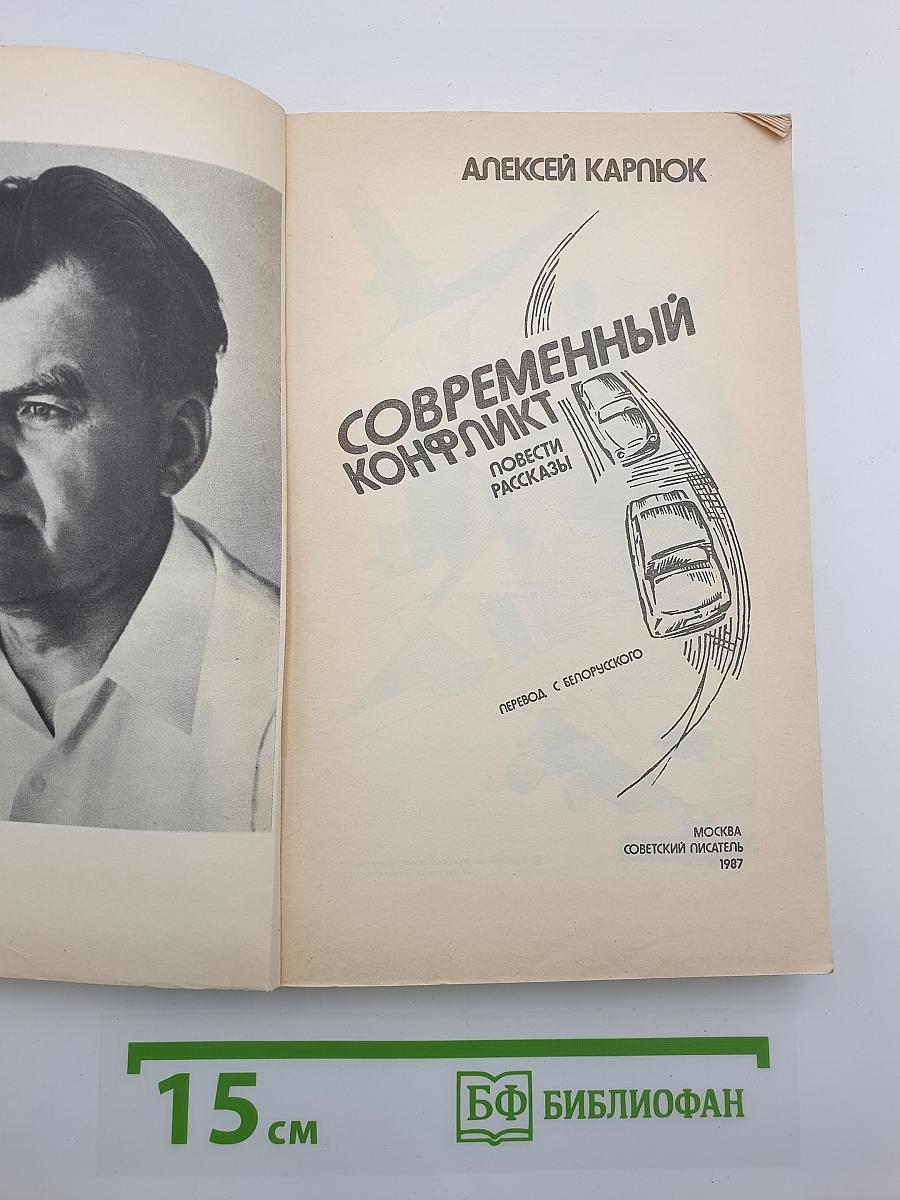 АЛЕКСЕЙ КАРПЮК
СОВРЕМЕННЫЙ
КОНФЛИКТ
ПОВЕСТИ
РАССКАЗЫ
ПЕРЕВОД С БЕЛОРУССКОГО
МОСКВА
СОВЕТСКИЙ ПИСАТЕЛЬ
1987
15 см
БФ БИБЛИОФАН